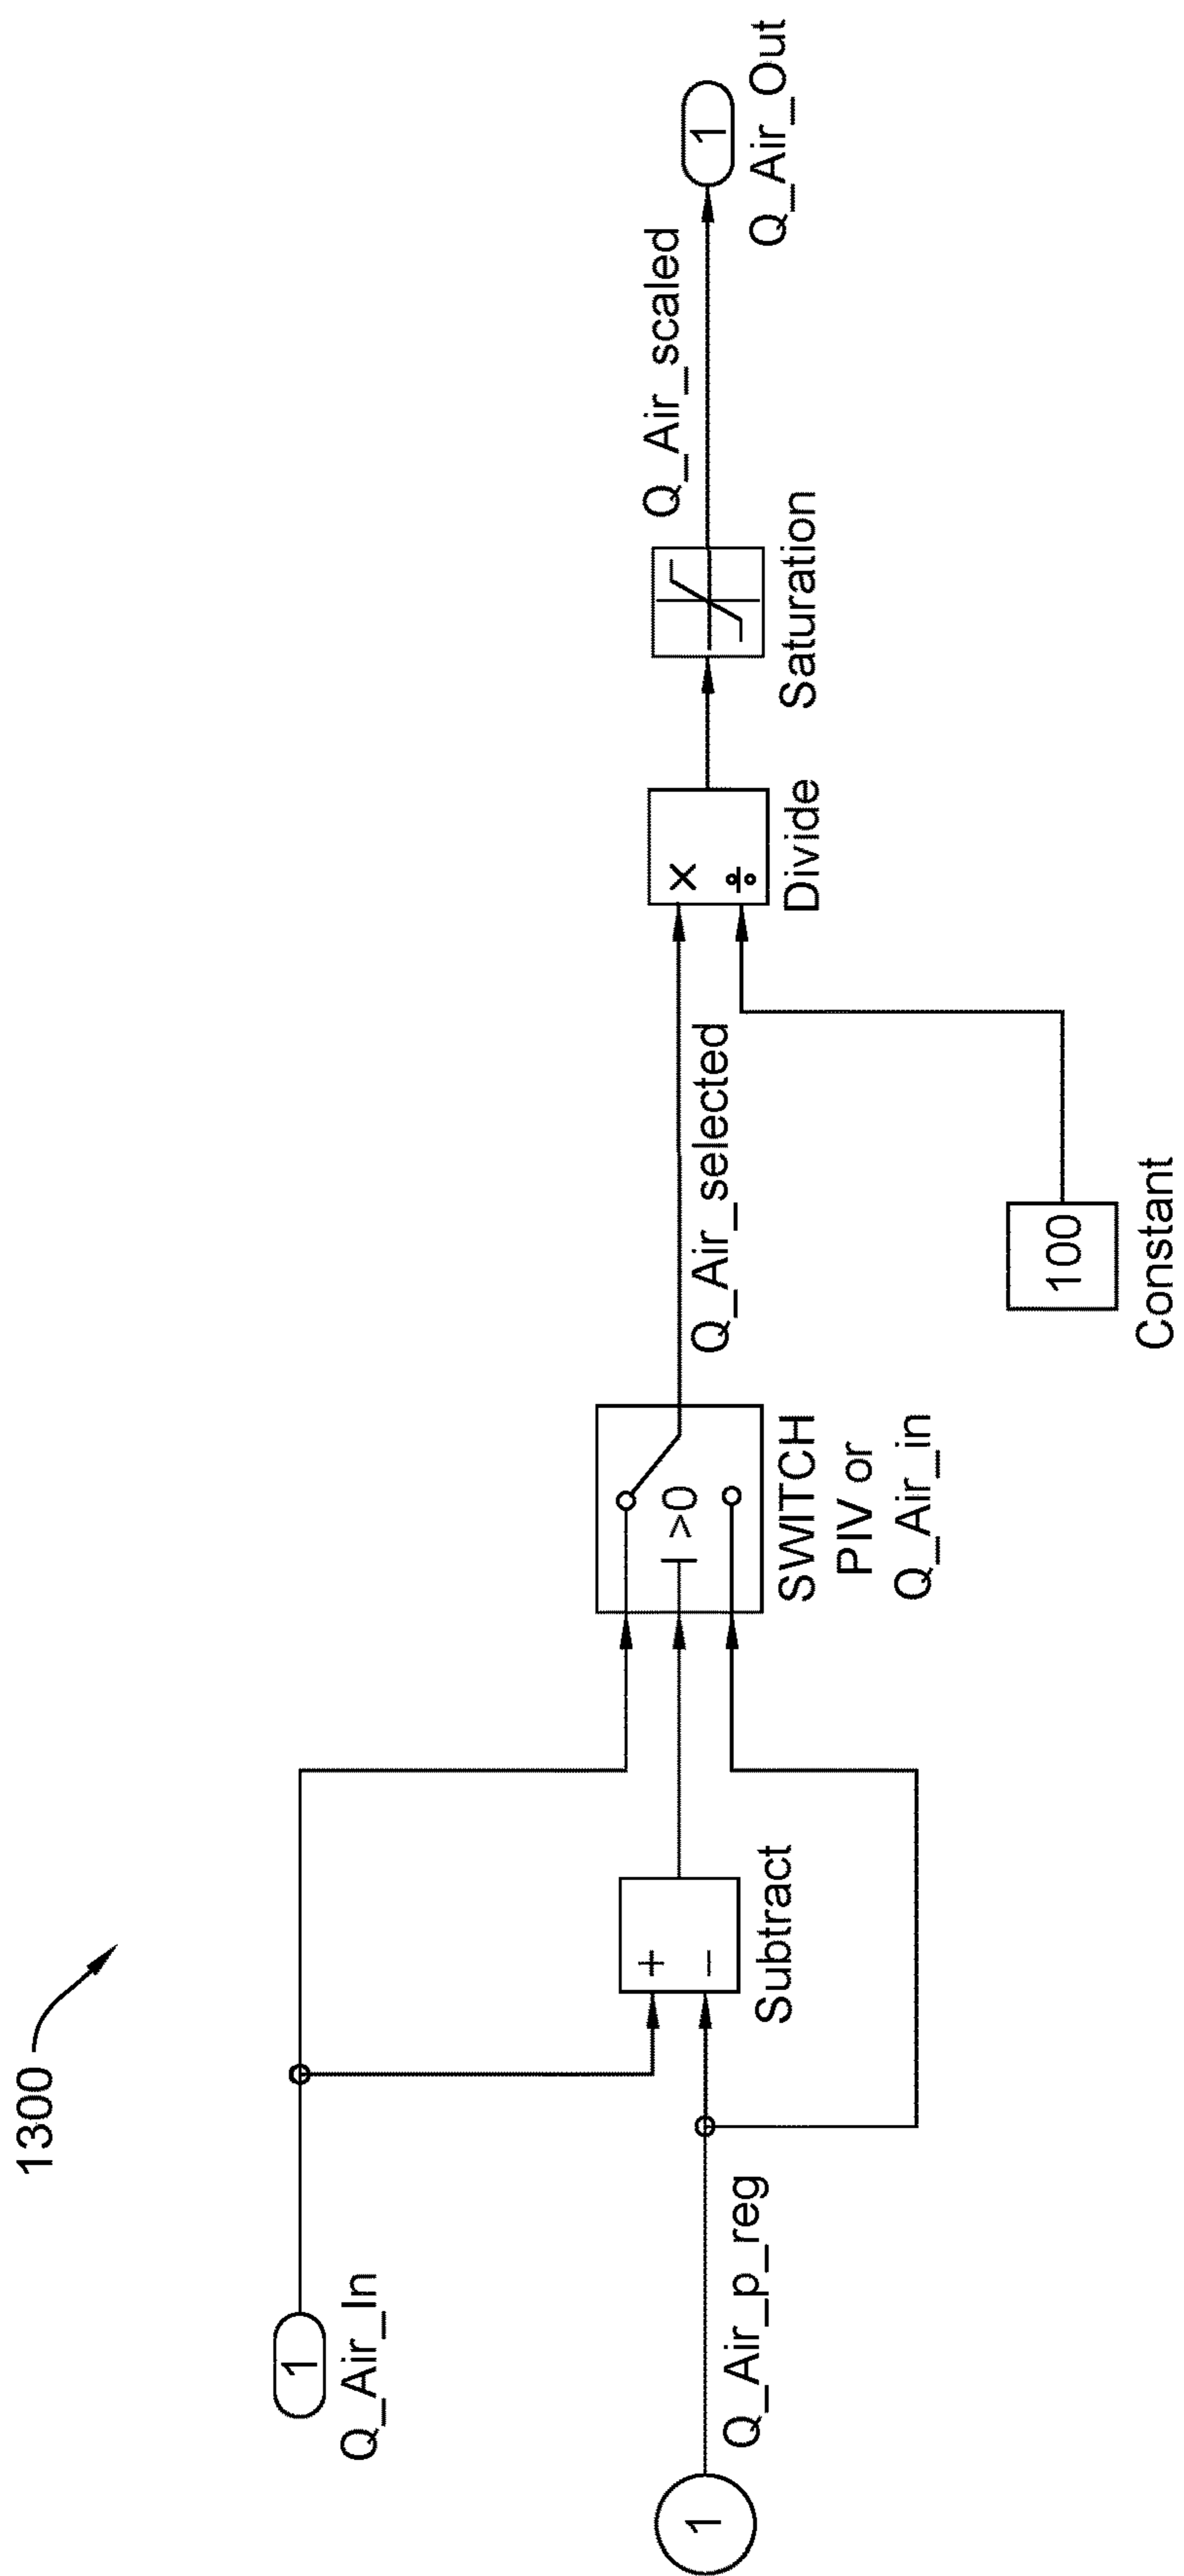 1300
1
Q_Air_In
1
Q_Air_p_reg
+
−
Subtract
>0
SWITCH
PIV or
Q_Air_in
Q_Air_selected
100
Constant
×
÷
Divide
Saturation
Q_Air_scaled
1
Q_Air_Out